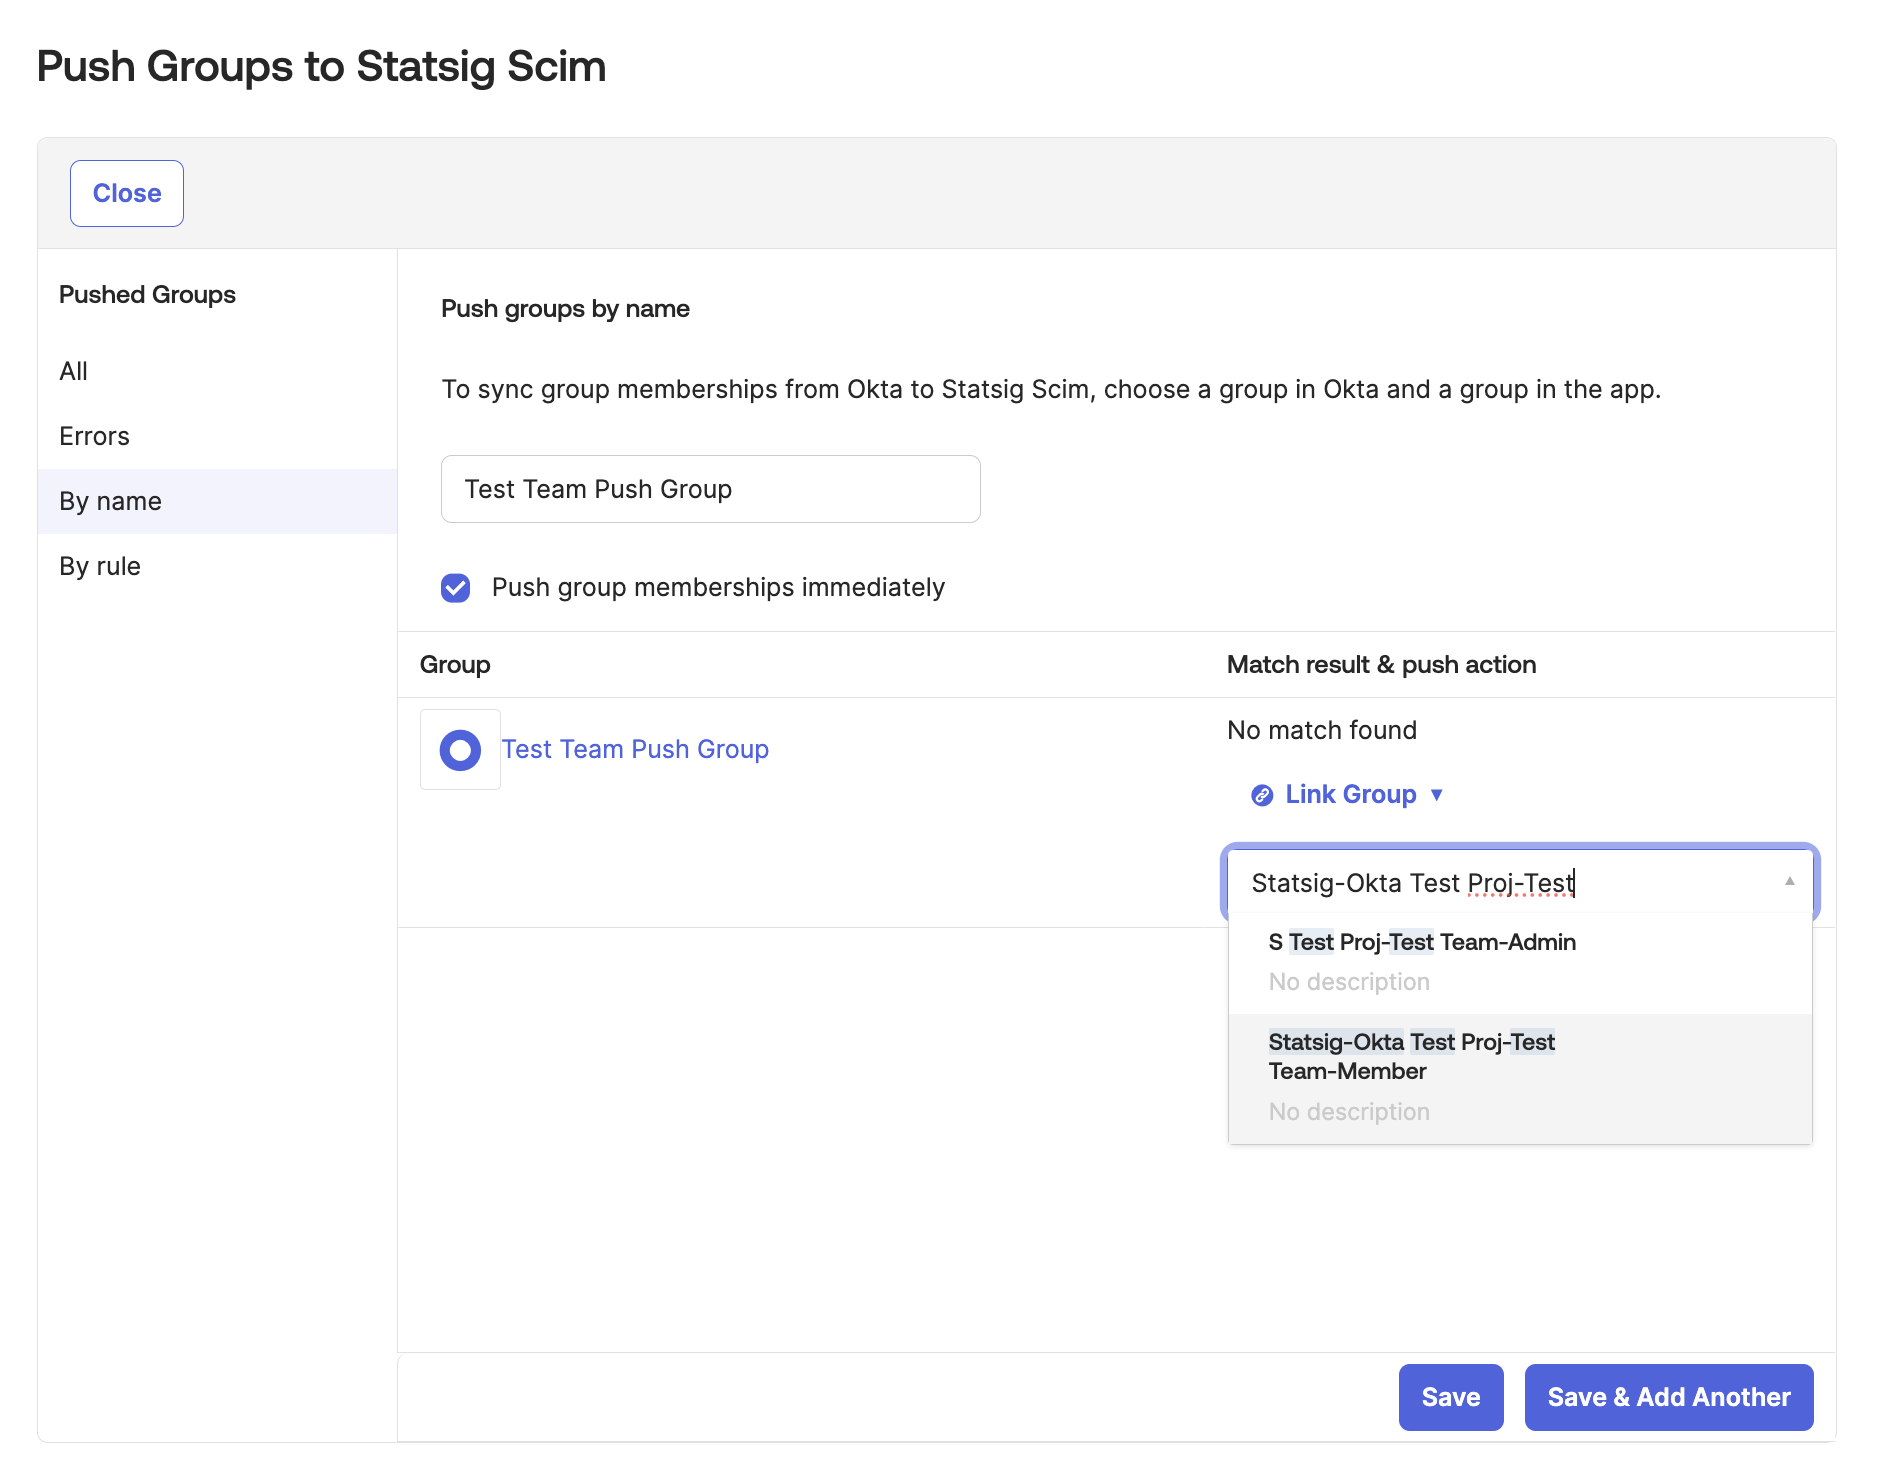 Push Groups to Statsig Scim
Close
Pushed Groups
All
Errors
By name
By rule
Push groups by name
To sync group memberships from Okta to Statsig Scim, choose a group in Okta and a group in the app.
Test Team Push Group
Push group memberships immediately
Group
Match result & push action
Test Team Push Group
No match found
Link Group ▼
Statsig-Okta Test Proj-Test
S Test Proj-Test Team-Admin
No description
Statsig-Okta Test Proj-Test
Team-Member
No description
Save
Save & Add Another